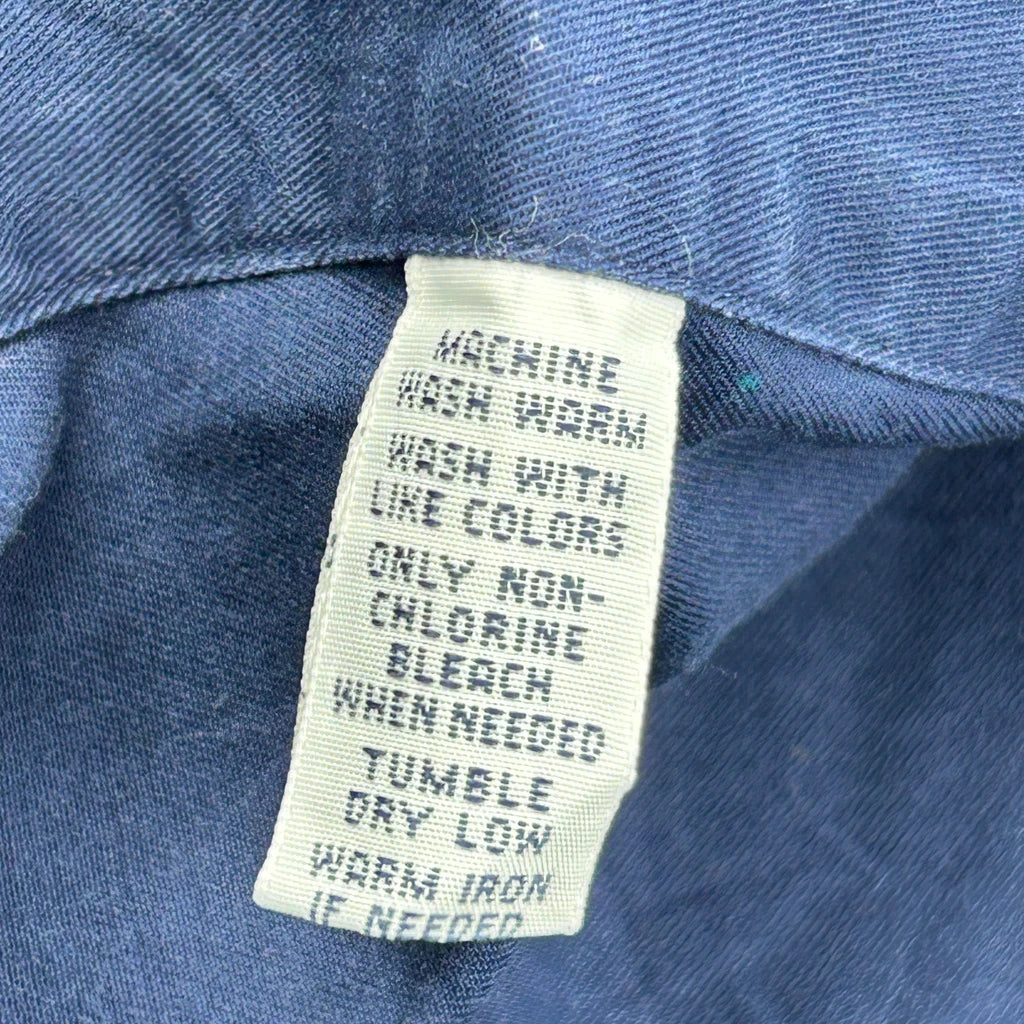 MACHINE
WASH WARM
WASH WITH
LIKE COLORS
ONLY NON-
CHLORINE
BLEACH
WHEN NEEDED
TUMBLE
DRY LOW
WARM IRON
IF NEEDED